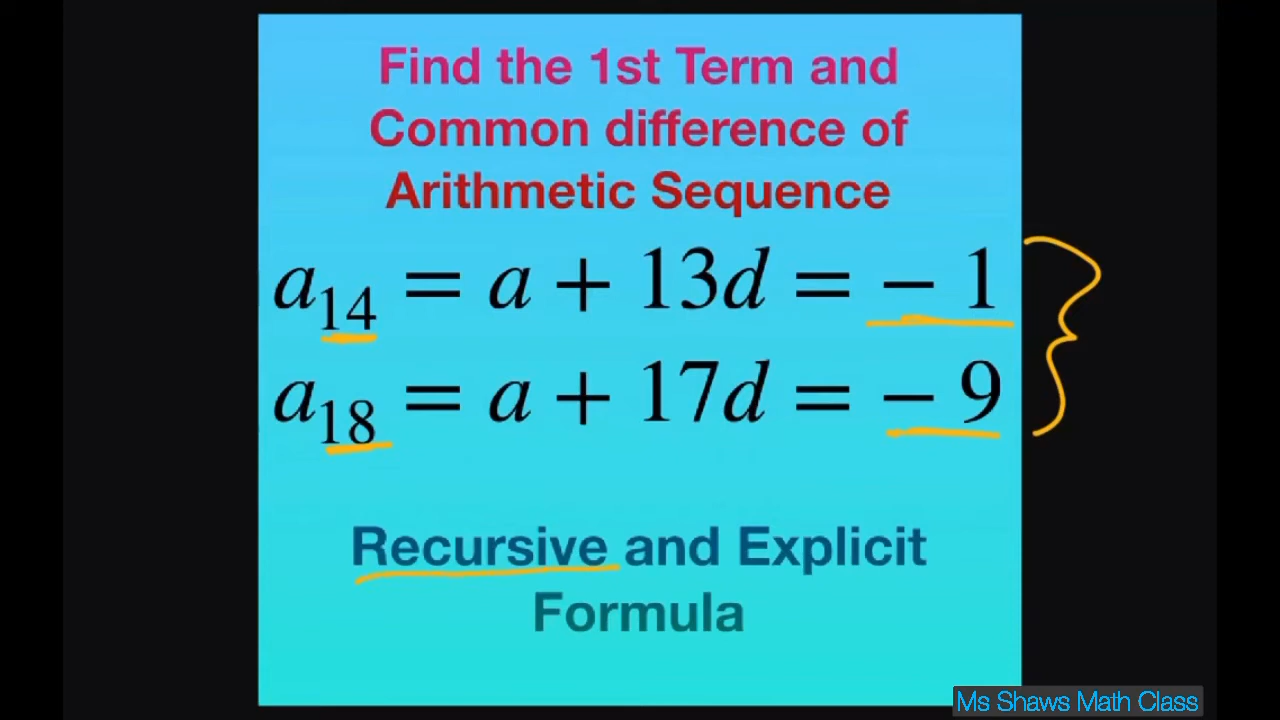 Find the 1st Term and
Common difference of
Arithmetic Sequence
a₁₄ = a + 13d = − 1
a₁₈ = a + 17d = − 9
Recursive and Explicit
Formula
Ms Shaws Math Class